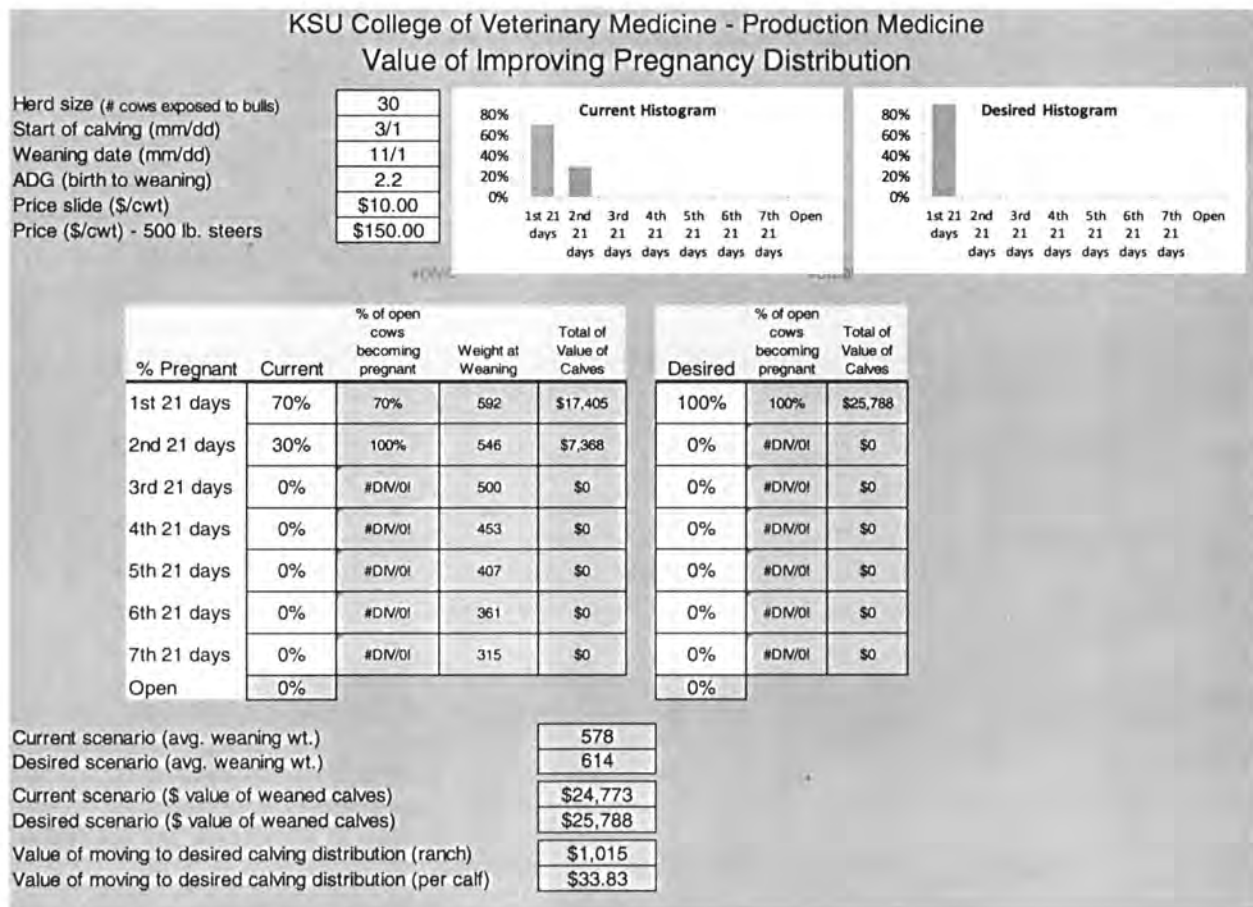 KSU College of Veterinary Medicine - Production Medicine
Value of Improving Pregnancy Distribution
Herd size (# cows exposed to bulls) 30
Start of calving (mm/dd) 3/1
Weaning date (mm/dd) 11/1
ADG (birth to weaning) 2.2
Price slide ($/cwt) $10.00
Price ($/cwt) - 500 lb. steers $150.00
Current Histogram
80%
60%
40%
20%
0%
1st 21 days 2nd 21 days 3rd 21 days 4th 21 days 5th 21 days 6th 21 days 7th 21 days Open
Desired Histogram
80%
60%
40%
20%
0%
1st 21 days 2nd 21 days 3rd 21 days 4th 21 days 5th 21 days 6th 21 days 7th 21 days Open
% Pregnant Current % of open cows becoming pregnant Weight at Weaning Total of Value of Calves Desired % of open cows becoming pregnant Total of Value of Calves
1st 21 days 70% 70% 592 $17,405 100% 100% $25,788
2nd 21 days 30% 100% 546 $7,368 0% #DIV/0! $0
3rd 21 days 0% #DIV/0! 500 $0 0% #DIV/0! $0
4th 21 days 0% #DIV/0! 453 $0 0% #DIV/0! $0
5th 21 days 0% #DIV/0! 407 $0 0% #DIV/0! $0
6th 21 days 0% #DIV/0! 361 $0 0% #DIV/0! $0
7th 21 days 0% #DIV/0! 315 $0 0% #DIV/0! $0
Open 0% 0%
Current scenario (avg. weaning wt.) 578
Desired scenario (avg. weaning wt.) 614
Current scenario ($ value of weaned calves) $24,773
Desired scenario ($ value of weaned calves) $25,788
Value of moving to desired calving distribution (ranch) $1,015
Value of moving to desired calving distribution (per calf) $33.83